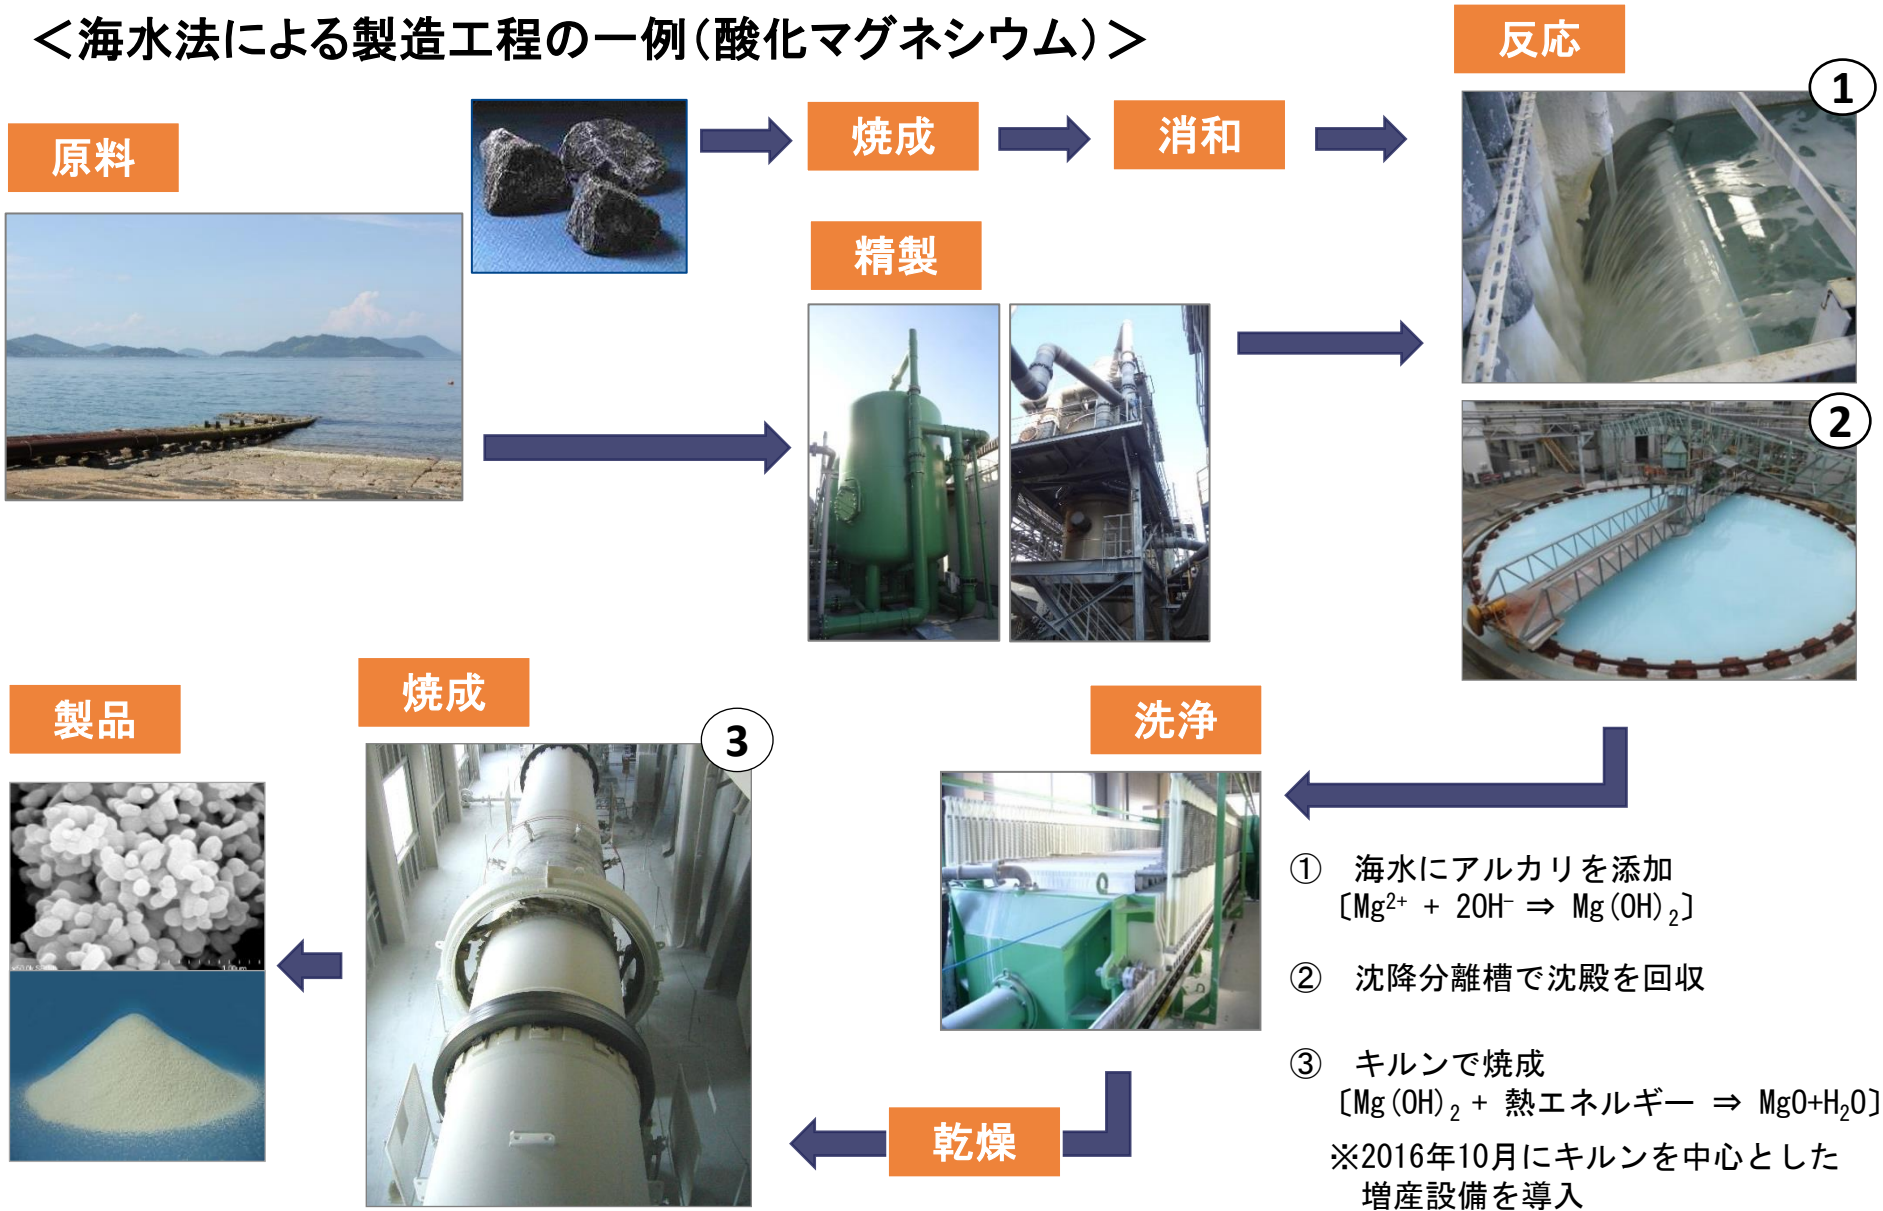 ＜海水法による製造工程の一例（酸化マグネシウム）＞
反応
①
原料
焼成
消和
精製
②
製品
焼成
③
洗浄
乾燥
①　海水にアルカリを添加
〔Mg²⁺ + 2OH⁻ ⇒ Mg(OH)₂〕
②　沈降分離槽で沈殿を回収
③　キルンで焼成
〔Mg(OH)₂ + 熱エネルギー ⇒ MgO+H₂O〕
※2016年10月にキルンを中心とした
増産設備を導入